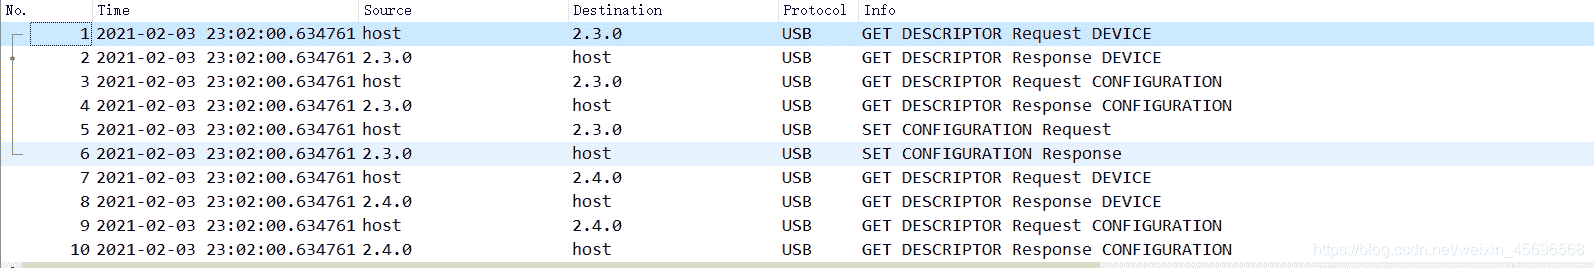 No. Time Source Destination Protocol Info
1 2021-02-03 23:02:00.634761 host 2.3.0 USB GET DESCRIPTOR Request DEVICE
2 2021-02-03 23:02:00.634761 2.3.0 host USB GET DESCRIPTOR Response DEVICE
3 2021-02-03 23:02:00.634761 host 2.3.0 USB GET DESCRIPTOR Request CONFIGURATION
4 2021-02-03 23:02:00.634761 2.3.0 host USB GET DESCRIPTOR Response CONFIGURATION
5 2021-02-03 23:02:00.634761 host 2.3.0 USB SET CONFIGURATION Request
6 2021-02-03 23:02:00.634761 2.3.0 host USB SET CONFIGURATION Response
7 2021-02-03 23:02:00.634761 host 2.4.0 USB GET DESCRIPTOR Request DEVICE
8 2021-02-03 23:02:00.634761 2.4.0 host USB GET DESCRIPTOR Response DEVICE
9 2021-02-03 23:02:00.634761 host 2.4.0 USB GET DESCRIPTOR Request CONFIGURATION
10 2021-02-03 23:02:00.634761 2.4.0 host USB GET DESCRIPTOR Response CONFIGURATION
https://blog.csdn.net/weixin_45696568